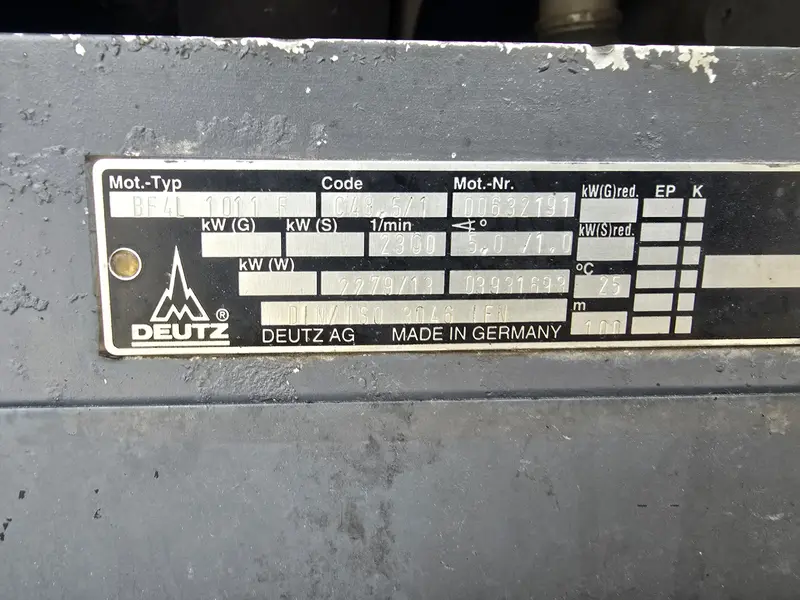 Mot.-Typ Code Mot.-Nr. kW(G)red. EP K
BF4L 1011 F C48,5/1 00632191
kW (G) kW (S) 1/min kW(S)red.
2300 5,0 /1,0
kW (W) °C
2279/13 03931693 25
DIN/ISO 3046 IFN m
DEUTZ ® DEUTZ AG MADE IN GERMANY 100